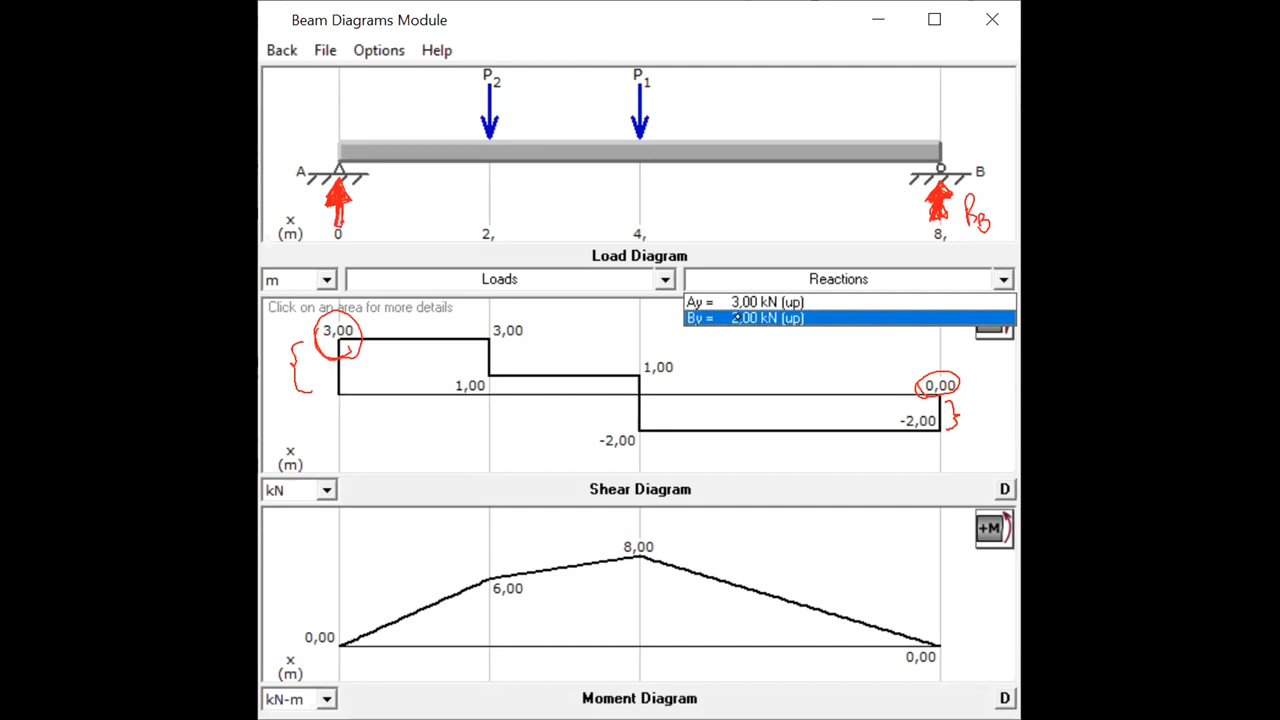 Beam Diagrams Module
Back File Options Help
P2 P1
A B
RB
x
(m) 0 2, 4, 8,
Load Diagram
m Loads Reactions
Ay = 3,00 kN (up)
By = 2,00 kN (up)
Click on an area for more details
3,00 3,00
1,00
1,00 0,00
-2,00
-2,00
x
(m)
kN Shear Diagram D
+M
8,00
6,00
0,00
0,00
x
(m)
kN-m Moment Diagram D